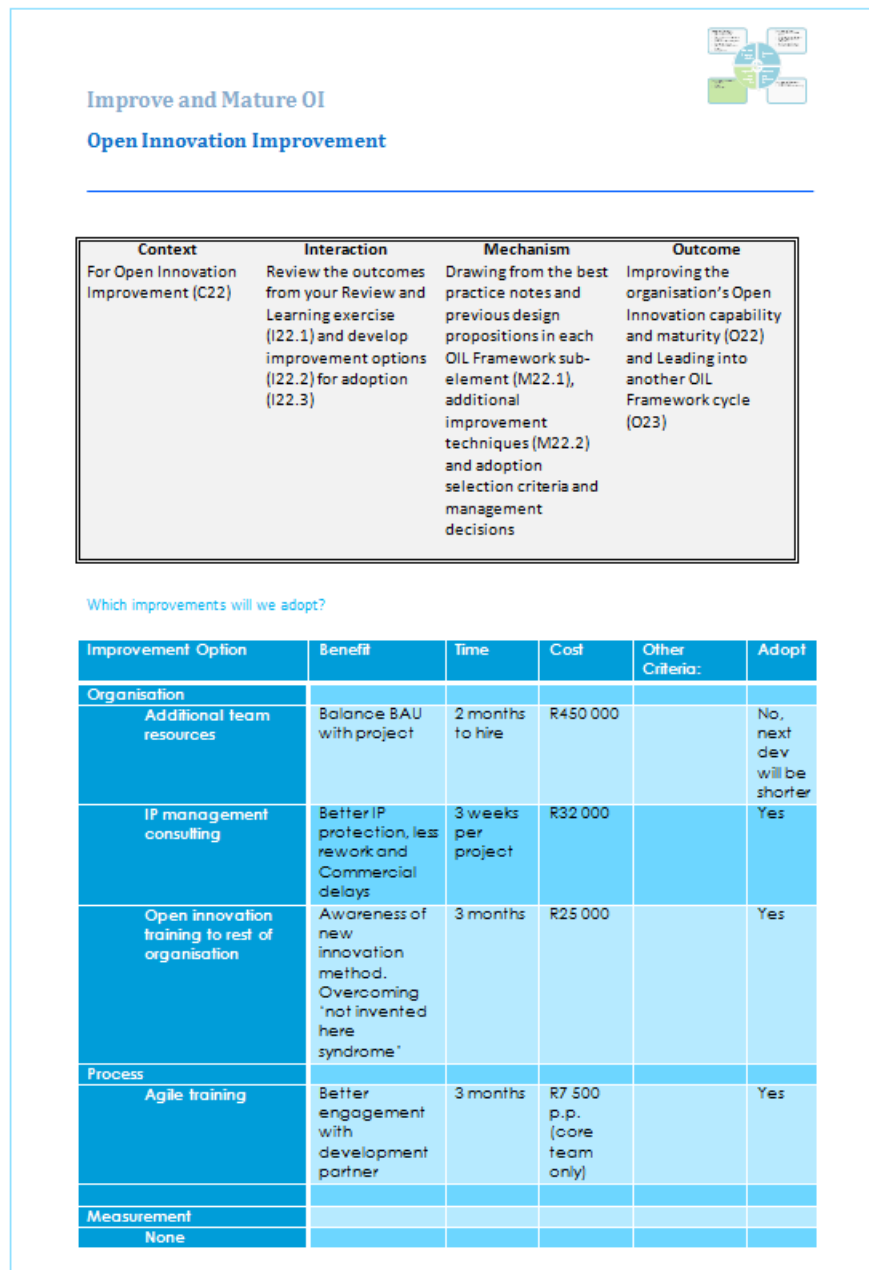 Improve and Mature OI
Open Innovation Improvement
Context
For Open Innovation
Improvement (C22)
Interaction
Review the outcomes
from your Review and
Learning exercise
(I22.1) and develop
improvement options
(I22.2) for adoption
(I22.3)
Mechanism
Drawing from the best
practice notes and
previous design
propositions in each
OIL Framework sub-
element (M22.1),
additional
improvement
techniques (M22.2)
and adoption
selection criteria and
management
decisions
Outcome
Improving the
organisation's Open
Innovation capability
and maturity (O22)
and Leading into
another OIL
Framework cycle
(O23)
Which improvements will we adopt?
Improvement Option
Benefit
Time
Cost
Other
Criteria:
Adopt
Organisation
Additional team
resources
Balance BAU
with project
2 months
to hire
R450 000
No,
next
dev
will be
shorter
IP management
consulting
Better IP
protection, less
rework and
Commercial
delays
3 weeks
per
project
R32 000
Yes
Open innovation
training to rest of
organisation
Awareness of
new
innovation
method.
Overcoming
"not invented
here
syndrome"
3 months
R25 000
Yes
Process
Agile training
Better
engagement
with
development
partner
3 months
R7 500
p.p.
(core
team
only)
Yes
Measurement
None